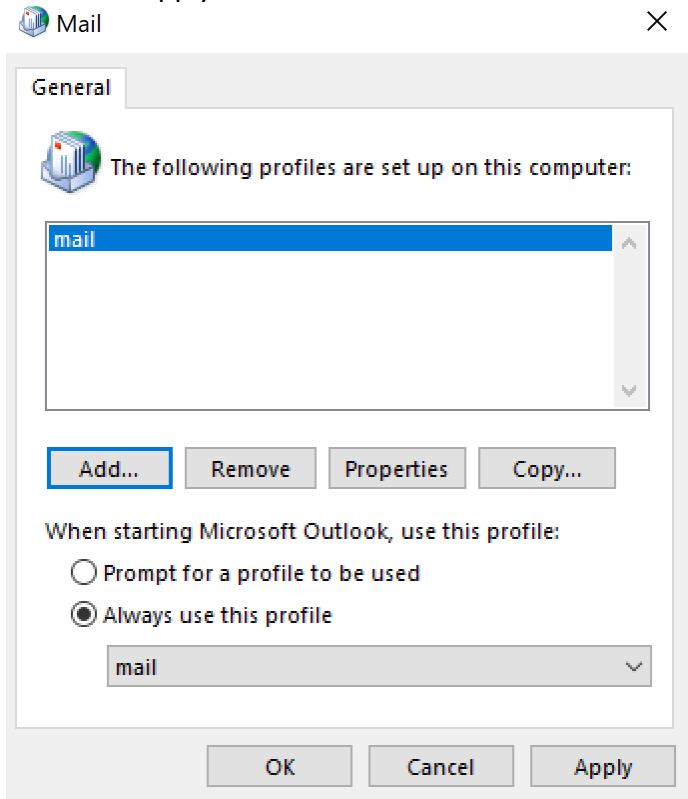 Mail
General
The following profiles are set up on this computer:
mail
Add... Remove Properties Copy...
When starting Microsoft Outlook, use this profile:
Prompt for a profile to be used
Always use this profile
mail
OK Cancel Apply